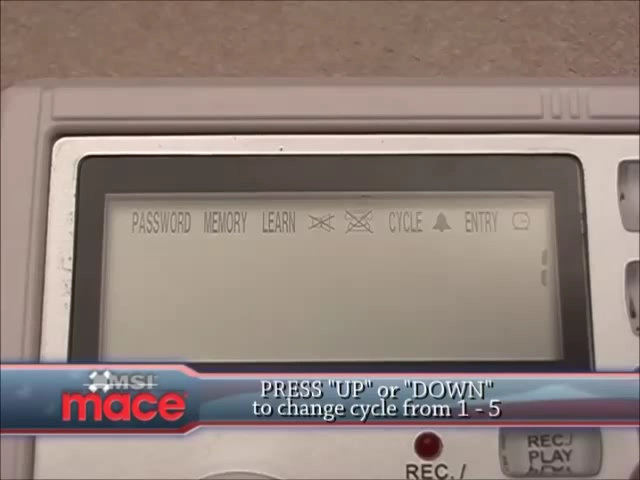 PASSWORD MEMORY LEARN CYCLE ENTRY
MSI
mace
PRESS "UP" or "DOWN"
to change cycle from 1 - 5
REC. /
REC./
PLAY